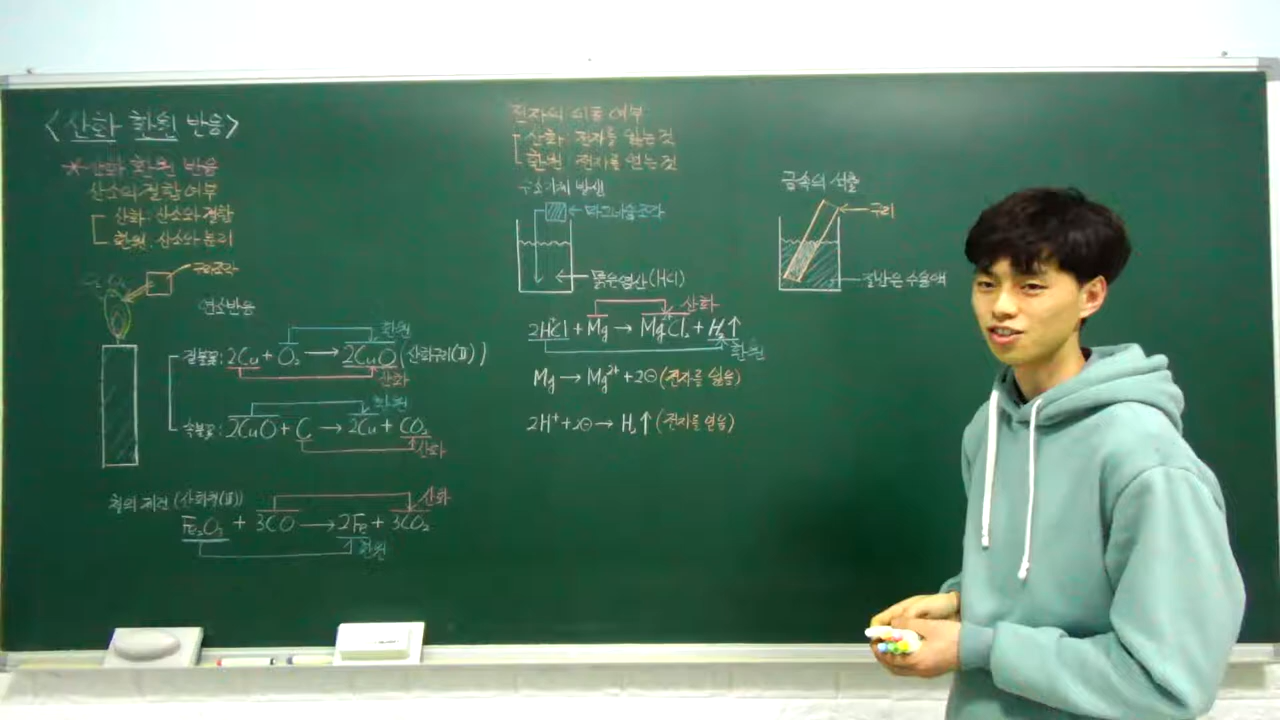 <산화 환원 반응>
* 산화 환원 반응
산소의 결합 여부
산화: 산소와 결합
환원: 산소와 분리
구리조각
연소반응
환원
겉불꽃: 2Cu + O₂ → 2CuO (산화구리(Ⅱ))
산화
환원
속불꽃: 2CuO + C → 2Cu + CO₂
산화
철의 제련 (산화철(Ⅲ))
산화
Fe₂O₃ + 3CO → 2Fe + 3CO₂
환원
전자의 이동 여부
산화: 전자를 잃는 것
환원: 전자를 얻는 것
수소기체 발생
마그네슘조각
묽은염산(HCl)
산화
2HCl + Mg → MgCl₂ + H₂↑
환원
Mg → Mg²⁺ + 2⊖ (전자를 잃음)
2H⁺ + 2⊖ → H₂↑ (전자를 얻음)
금속의 석출
구리
질산은 수용액